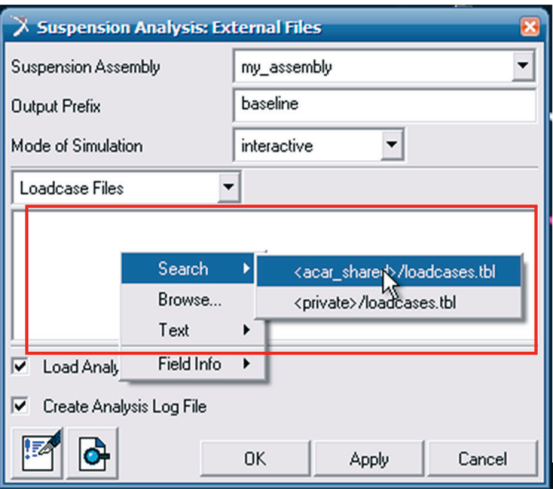 Suspension Analysis: External Files
Suspension Assembly my_assembly
Output Prefix baseline
Mode of Simulation interactive
Loadcase Files
Search <acar_shared>/loadcases.tbl
Browse... <private>/loadcases.tbl
Text
Field Info
Load Analy
Create Analysis Log File
OK Apply Cancel